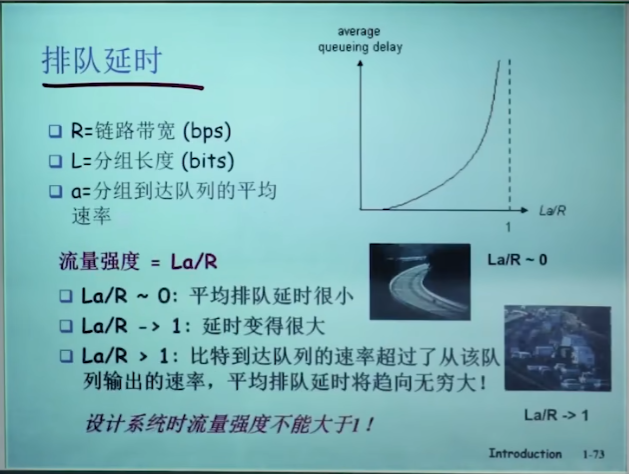 排队延时
average
queueing delay
R=链路带宽 (bps)
L=分组长度 (bits)
a=分组到达队列的平均
速率
La/R
1
流量强度 = La/R
La/R ~ 0
La/R ~ 0: 平均排队延时很小
La/R -> 1: 延时变得很大
La/R > 1: 比特到达队列的速率超过了从该队
列输出的速率，平均排队延时将趋向无穷大!
La/R -> 1
设计系统时流量强度不能大于1！
Introduction 1-73